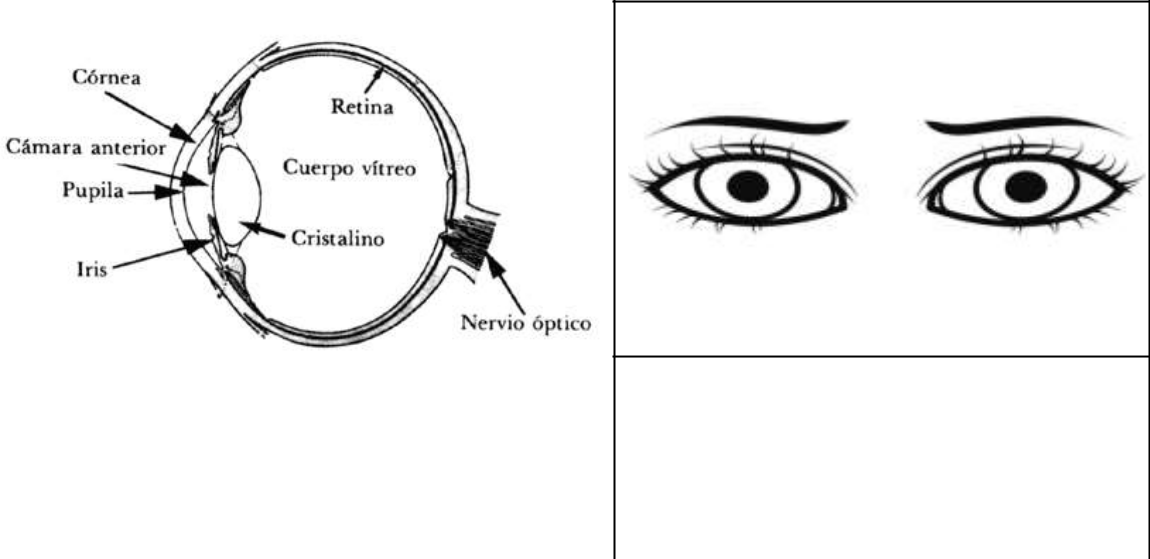 Córnea
Retina
Cámara anterior
Cuerpo vítreo
Pupila
Cristalino
Iris
Nervio óptico